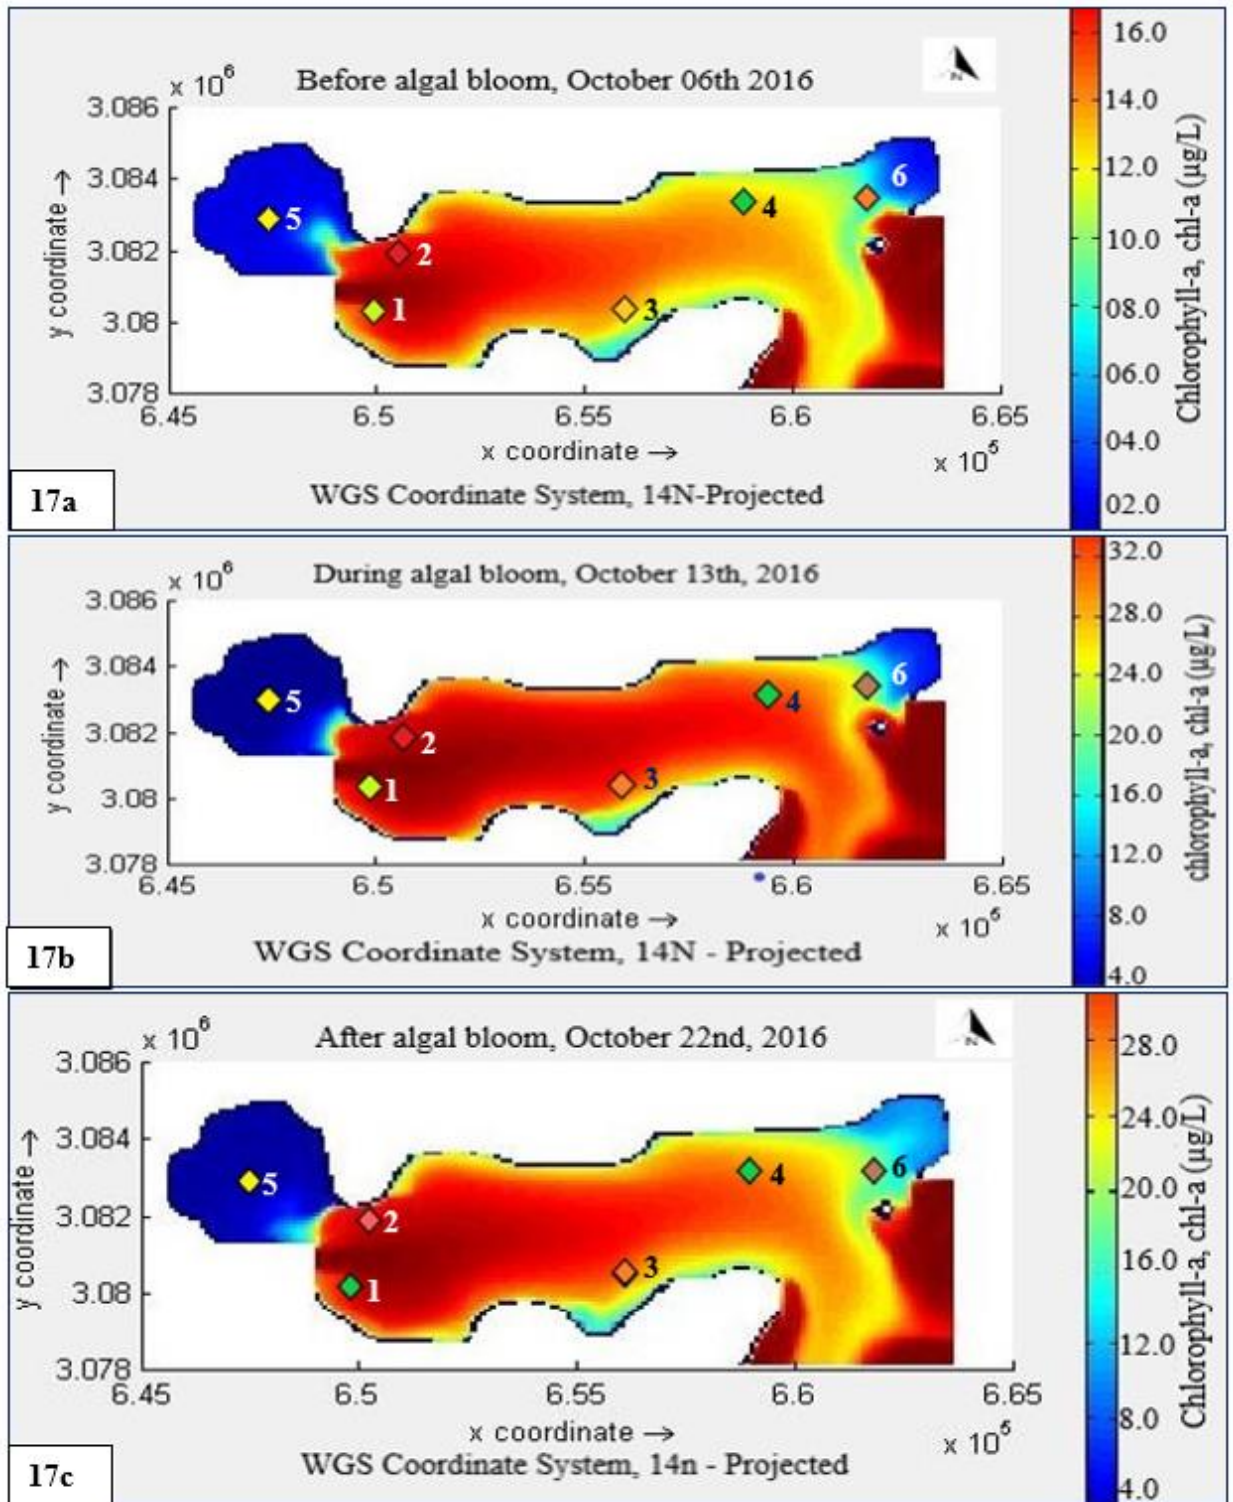 Before algal bloom, October 06th 2016
x 10^6
N
3.086
3.084
3.082
3.08
3.078
y coordinate →
6.45
6.5
6.55
6.6
6.65
x coordinate →
x 10^5
1
2
3
4
5
6
WGS Coordinate System, 14N-Projected
17a
16.0
14.0
12.0
10.0
08.0
06.0
04.0
02.0
Chlorophyll-a, chl-a (µg/L)
During algal bloom, October 13th, 2016
x 10^6
3.086
3.084
3.082
3.08
3.078
y coordinate →
6.45
6.5
6.55
6.6
6.65
x coordinate →
x 10^5
1
2
3
4
5
6
WGS Coordinate System, 14N - Projected
17b
32.0
28.0
24.0
20.0
16.0
12.0
8.0
4.0
chlorophyll-a, chl-a (µg/L)
After algal bloom, October 22nd, 2016
x 10^6
N
3.086
3.084
3.082
3.08
3.078
y coordinate →
6.45
6.5
6.55
6.6
6.65
x coordinate →
x 10^5
1
2
3
4
5
6
WGS Coordinate System, 14n - Projected
17c
28.0
24.0
20.0
16.0
12.0
8.0
4.0
Chlorophyll-a, chl-a (µg/L)